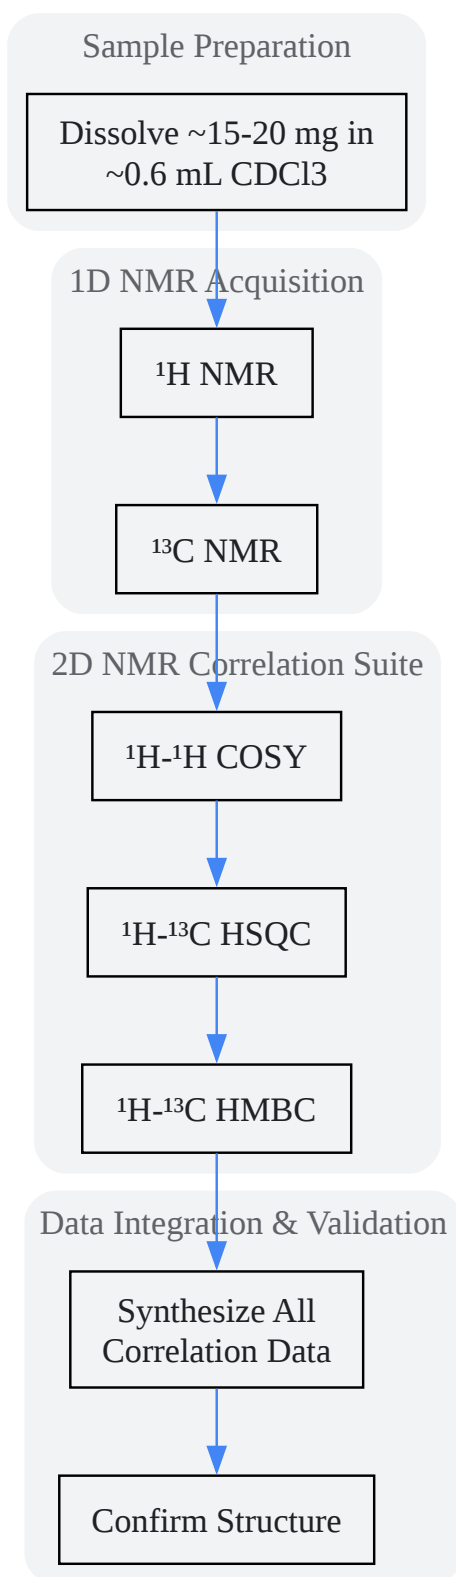 Sample Preparation
Dissolve ~15-20 mg in
~0.6 mL CDCl3
1D NMR Acquisition
¹H NMR
¹³C NMR
2D NMR Correlation Suite
¹H-¹H COSY
¹H-¹³C HSQC
¹H-¹³C HMBC
Data Integration & Validation
Synthesize All
Correlation Data
Confirm Structure